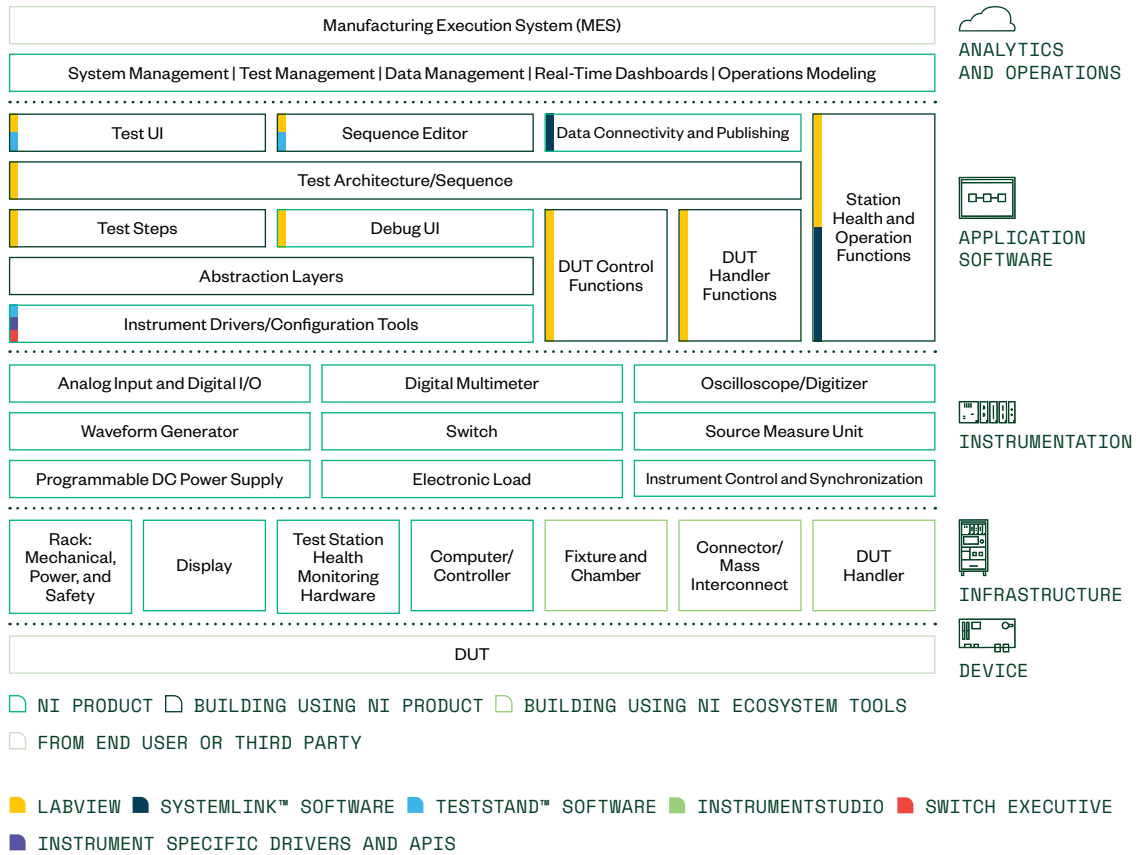 Manufacturing Execution System (MES)
ANALYTICS
AND OPERATIONS
System Management | Test Management | Data Management | Real-Time Dashboards | Operations Modeling
Test UI
Sequence Editor
Data Connectivity and Publishing
Test Architecture/Sequence
Test Steps
Debug UI
Abstraction Layers
Instrument Drivers/Configuration Tools
DUT Control
Functions
DUT
Handler
Functions
Station
Health and
Operation
Functions
APPLICATION
SOFTWARE
Analog Input and Digital I/O
Digital Multimeter
Oscilloscope/Digitizer
Waveform Generator
Switch
Source Measure Unit
Programmable DC Power Supply
Electronic Load
Instrument Control and Synchronization
INSTRUMENTATION
Rack:
Mechanical,
Power, and
Safety
Display
Test Station
Health
Monitoring
Hardware
Computer/
Controller
Fixture and
Chamber
Connector/
Mass
Interconnect
DUT
Handler
INFRASTRUCTURE
DUT
DEVICE
NI PRODUCT
BUILDING USING NI PRODUCT
BUILDING USING NI ECOSYSTEM TOOLS
FROM END USER OR THIRD PARTY
LABVIEW
SYSTEMLINK™ SOFTWARE
TESTSTAND™ SOFTWARE
INSTRUMENTSTUDIO
SWITCH EXECUTIVE
INSTRUMENT SPECIFIC DRIVERS AND APIS